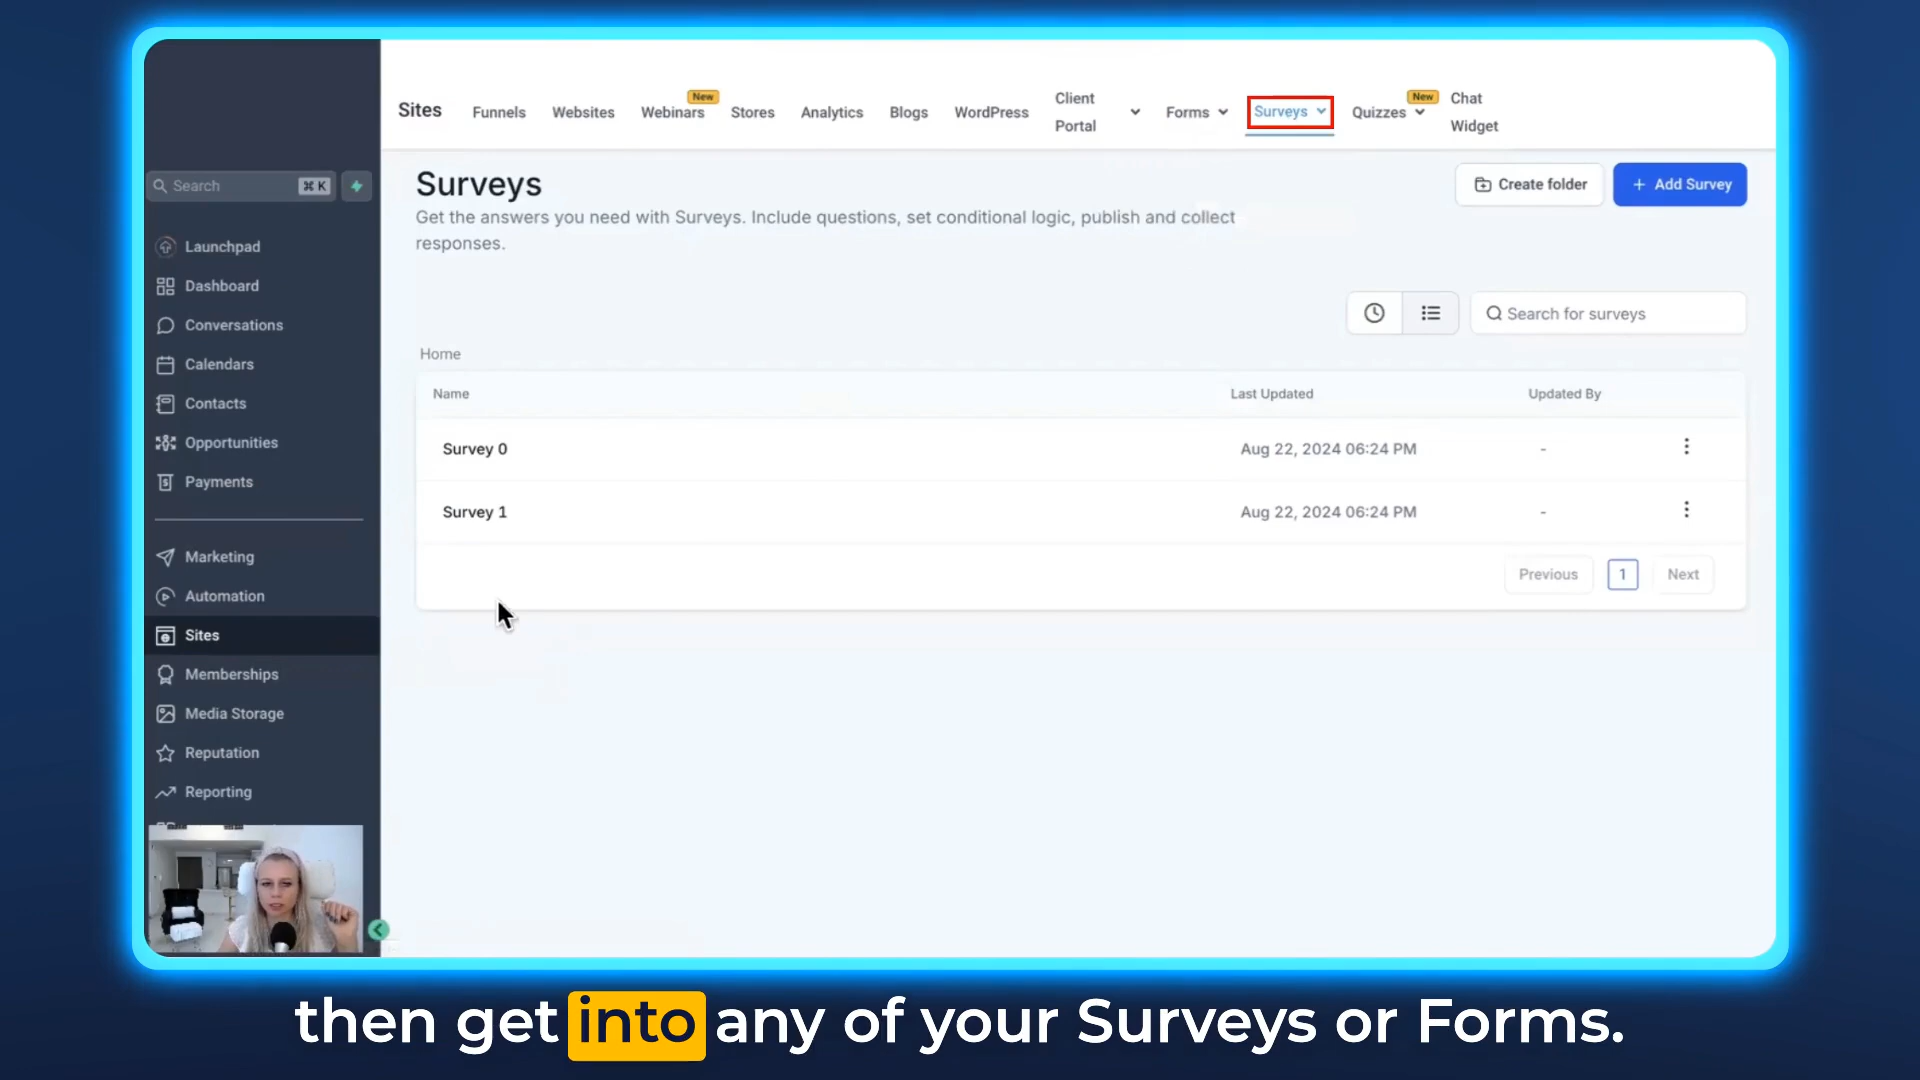 Sites
Funnels
Websites
Webinars
New
Stores
Analytics
Blogs
WordPress
Client
Portal
Forms
Surveys
Quizzes
New
Chat
Widget
Search
⌘ K
Launchpad
Dashboard
Conversations
Calendars
Contacts
Opportunities
Payments
Marketing
Automation
Sites
Memberships
Media Storage
Reputation
Reporting
Surveys
Get the answers you need with Surveys. Include questions, set conditional logic, publish and collect
responses.
Create folder
+ Add Survey
Search for surveys
Home
Name Last Updated Updated By
Survey 0 Aug 22, 2024 06:24 PM -
Survey 1 Aug 22, 2024 06:24 PM -
Previous 1 Next
then get into any of your Surveys or Forms.